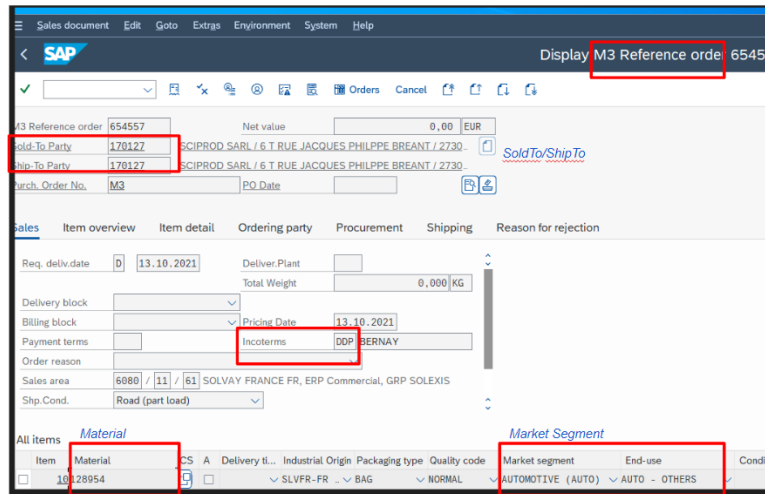 Sales document Edit Goto Extras Environment System Help
SAP
Display M3 Reference order 6545
Orders Cancel
M3 Reference order 654557 Net value 0,00 EUR
Sold-To Party 170127 SCIPROD SARL / 6 T RUE JACQUES PHILPPE BREANT / 2730…
SoldTo/ShipTo
Ship-To Party 170127 SCIPROD SARL / 6 T RUE JACQUES PHILPPE BREANT / 2730…
Purch. Order No. M3 PO Date
Sales Item overview Item detail Ordering party Procurement Shipping Reason for rejection
Req. deliv.date D 13.10.2021 Deliver.Plant
Total Weight 0,000 KG
Delivery block
Billing block Pricing Date 13.10.2021
Payment terms Incoterms DDP BERNAY
Order reason
Sales area 6080 / 11 / 61 SOLVAY FRANCE FR, ERP Commercial, GRP SOLEXIS
Shp.Cond. Road (part load)
Material Market Segment
All items
Item Material CS A Delivery ti... Industrial Origin Packaging type Quality code Market segment End-use Condi
10 128954 SLVFR-FR .. BAG NORMAL AUTOMOTIVE (AUTO) AUTO - OTHERS